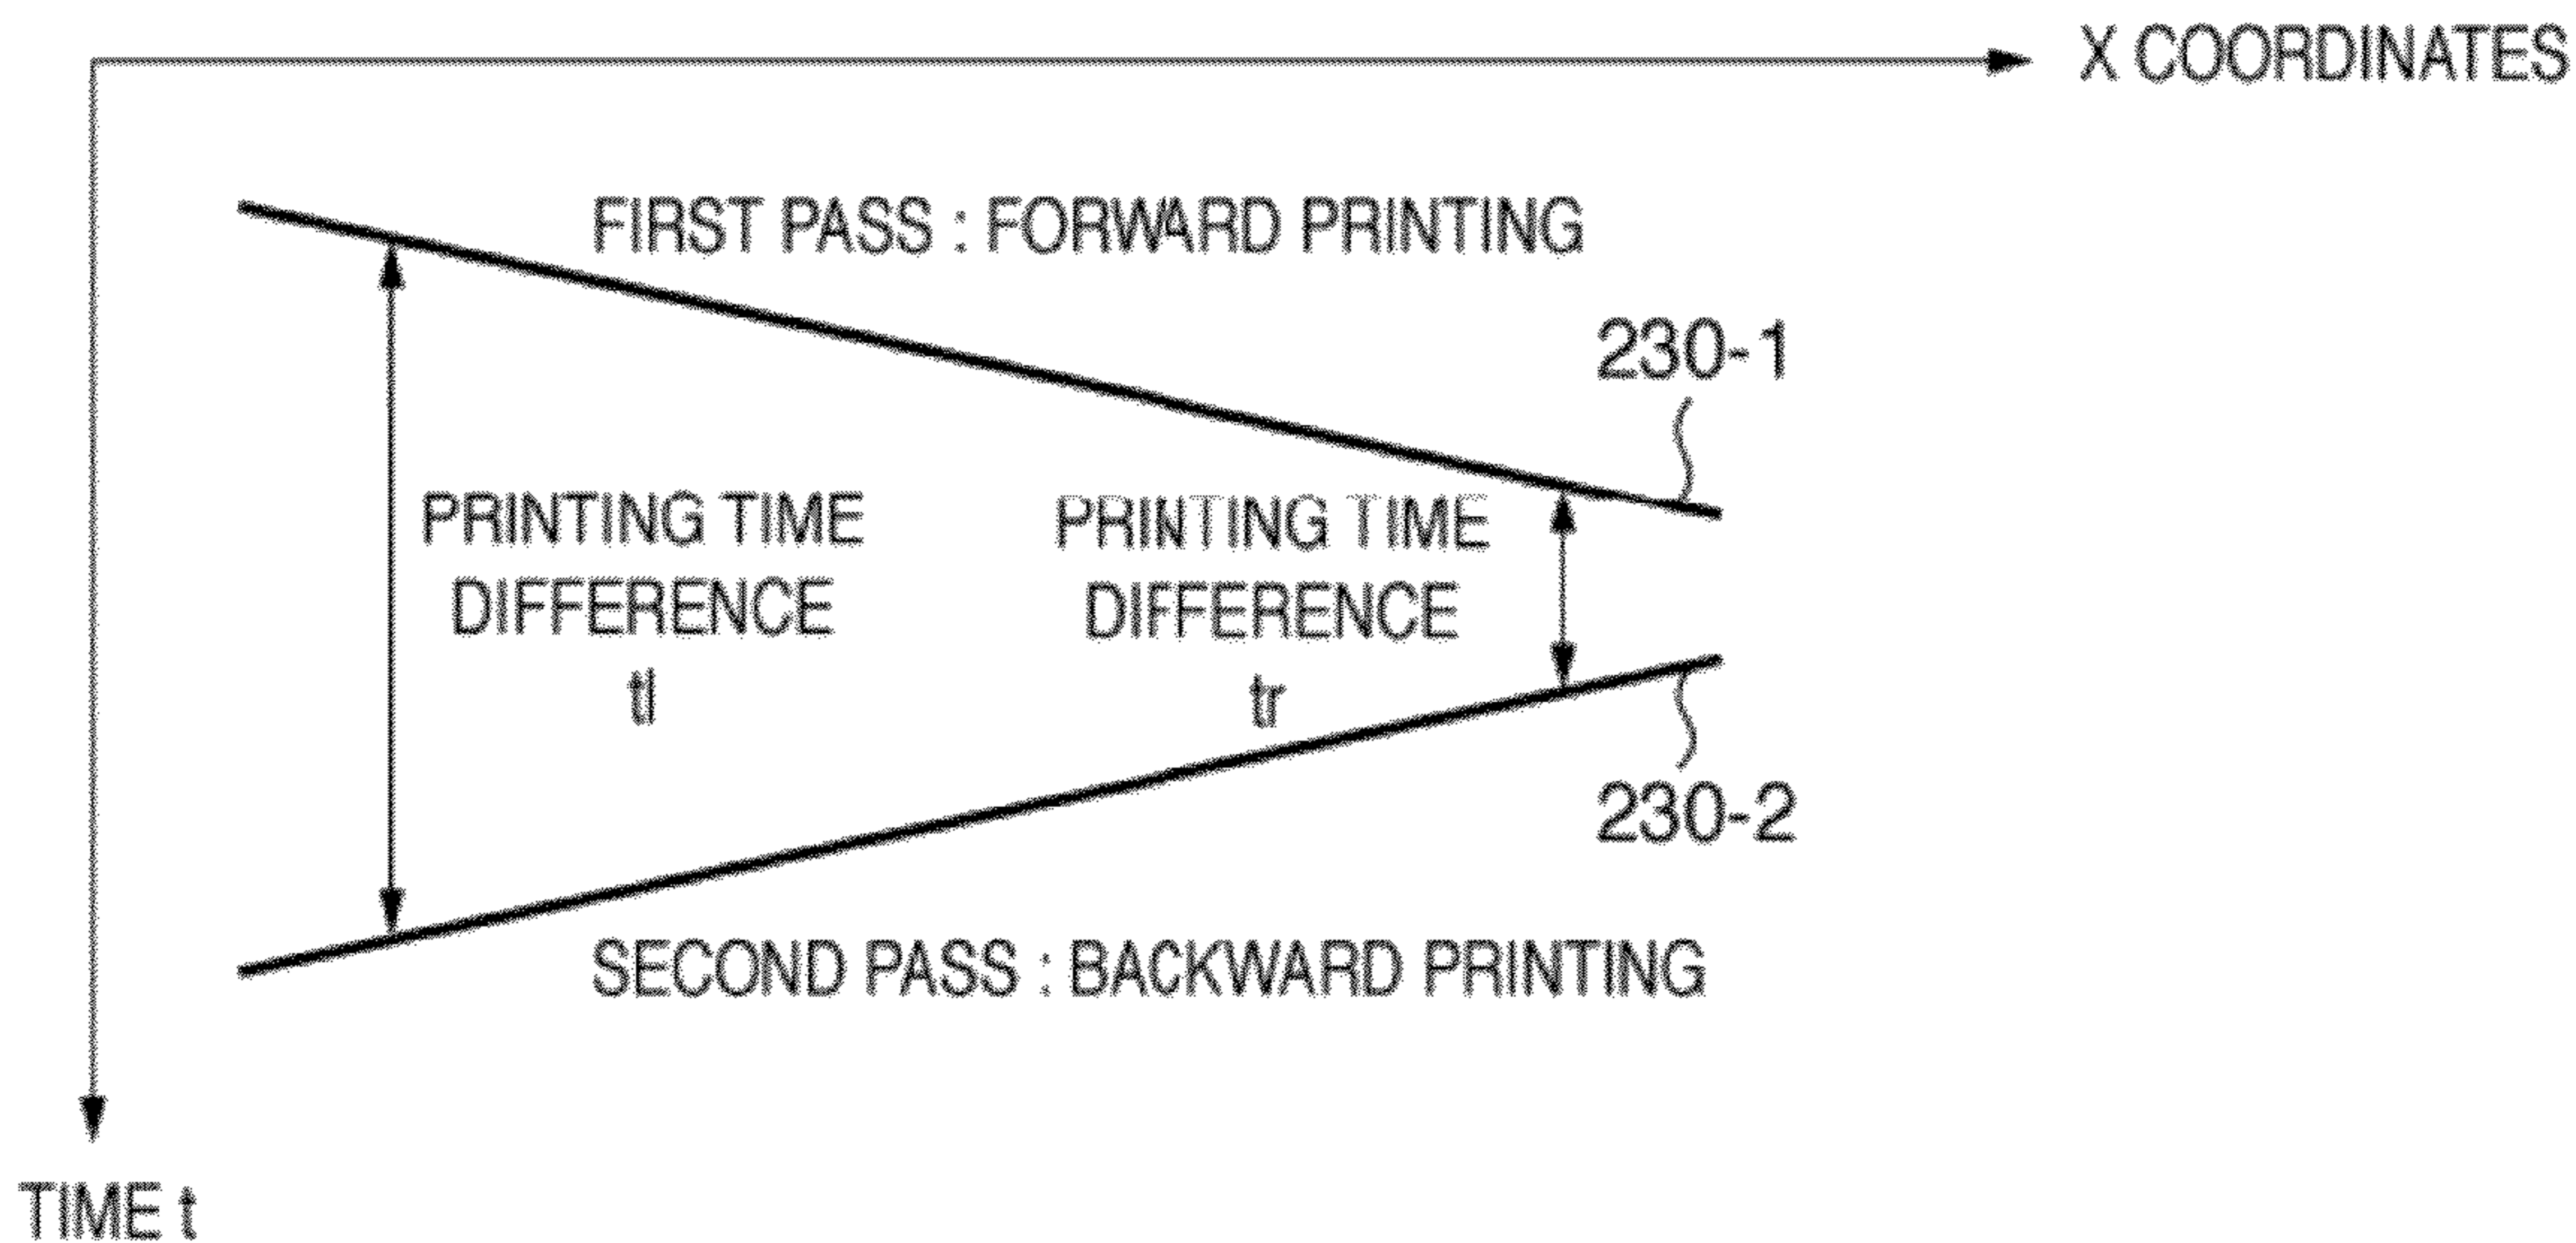 X COORDINATES
FIRST PASS : FORWARD PRINTING
230-1
PRINTING TIME
DIFFERENCE
tl
PRINTING TIME
DIFFERENCE
tr
230-2
SECOND PASS : BACKWARD PRINTING
TIME t